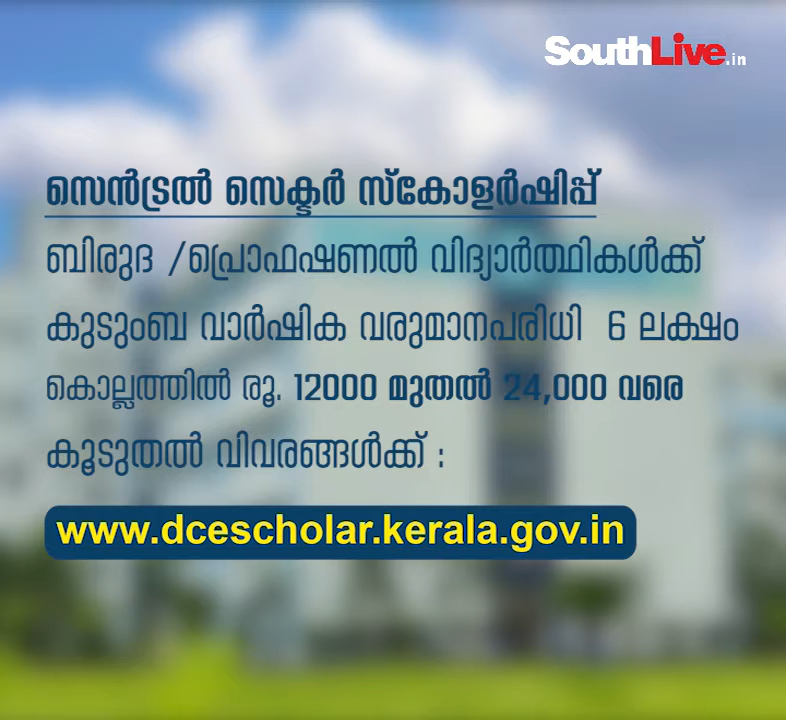 SouthLive.in
സെൻട്രൽ സെക്ടർ സ്കോളർഷിപ്പ്
ബിരുദ /പ്രൊഫഷണൽ വിദ്യാർത്ഥികൾക്ക്
കുടുംബ വാർഷിക വരുമാനപരിധി 6 ലക്ഷം
കൊല്ലത്തിൽ രൂ. 12000 മുതൽ 24,000 വരെ
കൂടുതൽ വിവരങ്ങൾക്ക് :
www.dcescholar.kerala.gov.in